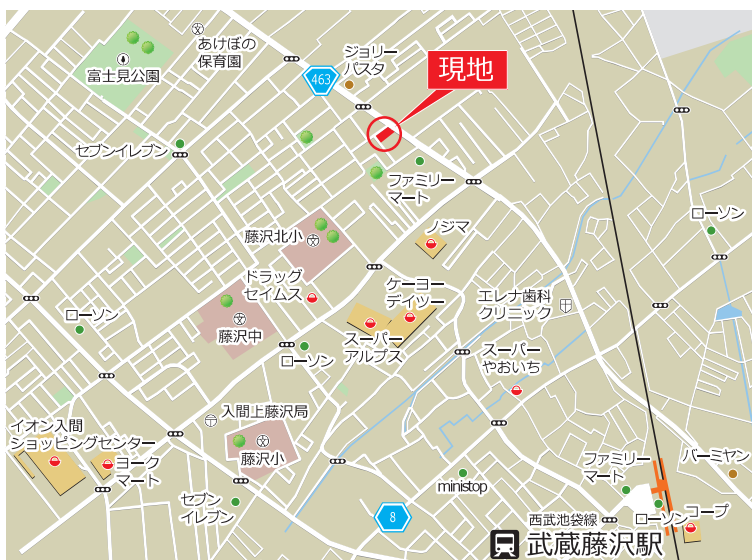 あけぼの
保育園
富士見公園
463
ジョリー
パスタ
現地
セブンイレブン
ファミリー
マート
ローソン
藤沢北小
ノジマ
ドラッグ
セイムス
ケーヨー
デイツー
エレナ歯科
クリニック
ローソン
藤沢中
スーパー
アルプス
ローソン
スーパー
やおいち
入間上藤沢局
イオン入間
ショッピングセンター
ヨーク
マート
藤沢小
ファミリー
マート
バーミヤン
ministop
セブン
イレブン
8
西武池袋線
ローソン
コープ
武蔵藤沢駅